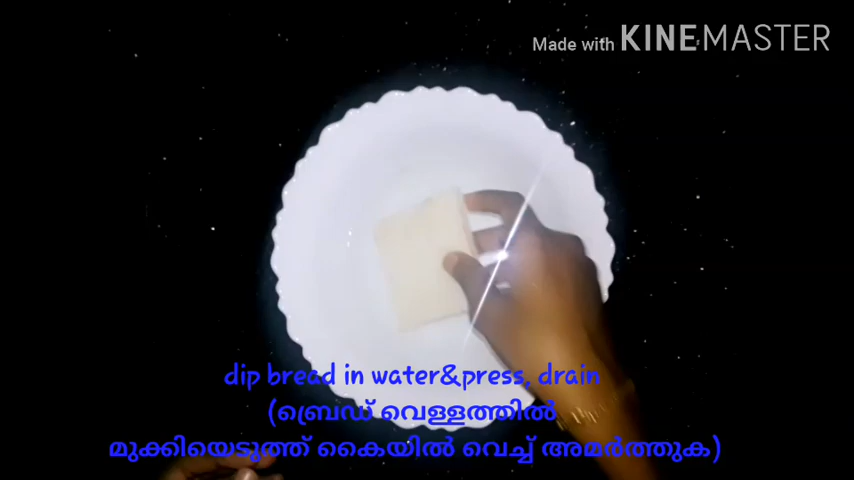 Made with KINEMASTER
dip bread in water&press, drain
(ബ്രെഡ് വെള്ളത്തിൽ
മുക്കിയെടുത്ത് കൈയിൽ വെച്ച് അമർത്തുക)